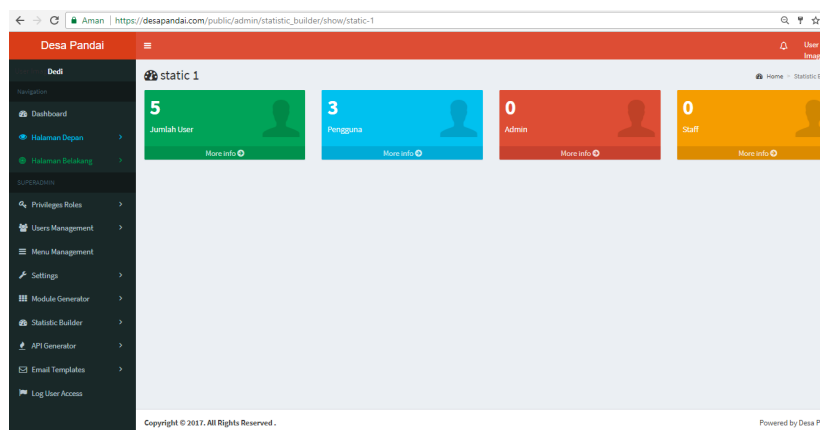 Aman | https://desapandai.com/public/admin/statistic_builder/show/static-1
Desa Pandai
User
Imag
Dedi
Navigation
Dashboard
Halaman Depan
Halaman Belakang
SUPERADMIN
Privileges Roles
Users Management
Menu Management
Settings
Module Generator
Statistic Builder
API Generator
Email Templates
Log User Access
static 1
Home > Statistic B
5
Jumlah User
More info
3
Pengguna
More info
0
Admin
More info
0
Staff
More info
Copyright © 2017. All Rights Reserved .
Powered by Desa P